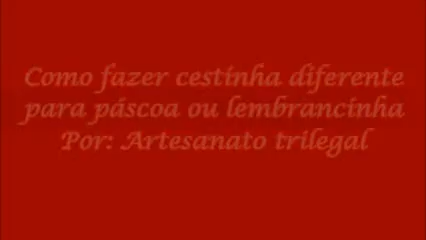 Como fazer cestinha diferente
para páscoa ou lembrancinha
Por: Artesanato trilegal